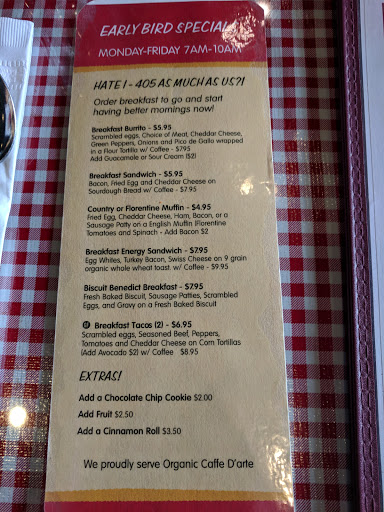 EARLY BIRD SPECIAL
MONDAY-FRIDAY 7AM-10AM
HATE I-405 AS MUCH AS US?!
Order breakfast to go and start
having better mornings now!
Breakfast Burrito - $5.95
Scrambled eggs, Choice of Meat, Cheddar Cheese,
Green Peppers, Onions and Pico de Gallo wrapped
in a Flour Tortilla w/ Coffee - $7.95
Add Guacamole or Sour Cream ($2)
Breakfast Sandwich - $5.95
Bacon, Fried Egg and Cheddar Cheese on
Sourdough Bread w/ Coffee - $7.95
Country or Florentine Muffin - $4.95
Fried Egg, Cheddar Cheese, Ham, Bacon, or a
Sausage Patty on a English Muffin (Florentine
Tomatoes and Spinach - Add Bacon $2
Breakfast Energy Sandwich - $7.95
Egg Whites, Turkey Bacon, Swiss Cheese on 9 grain
organic whole wheat toast. w/ Coffee - $9.95
Biscuit Benedict Breakfast - $7.95
Fresh Baked Biscuit, Sausage Patties, Scrambled
Eggs, and Gravy on a Fresh Baked Biscuit
Breakfast Tacos (2) - $6.95
Scrambled eggs, Seasoned Beef, Peppers,
Tomatoes and Cheddar Cheese on Corn Tortillas
(Add Avocado $2) w/ Coffee $8.95
EXTRAS!
Add a Chocolate Chip Cookie $2.00
Add Fruit $2.50
Add a Cinnamon Roll $3.50
We proudly serve Organic Caffe D'arte